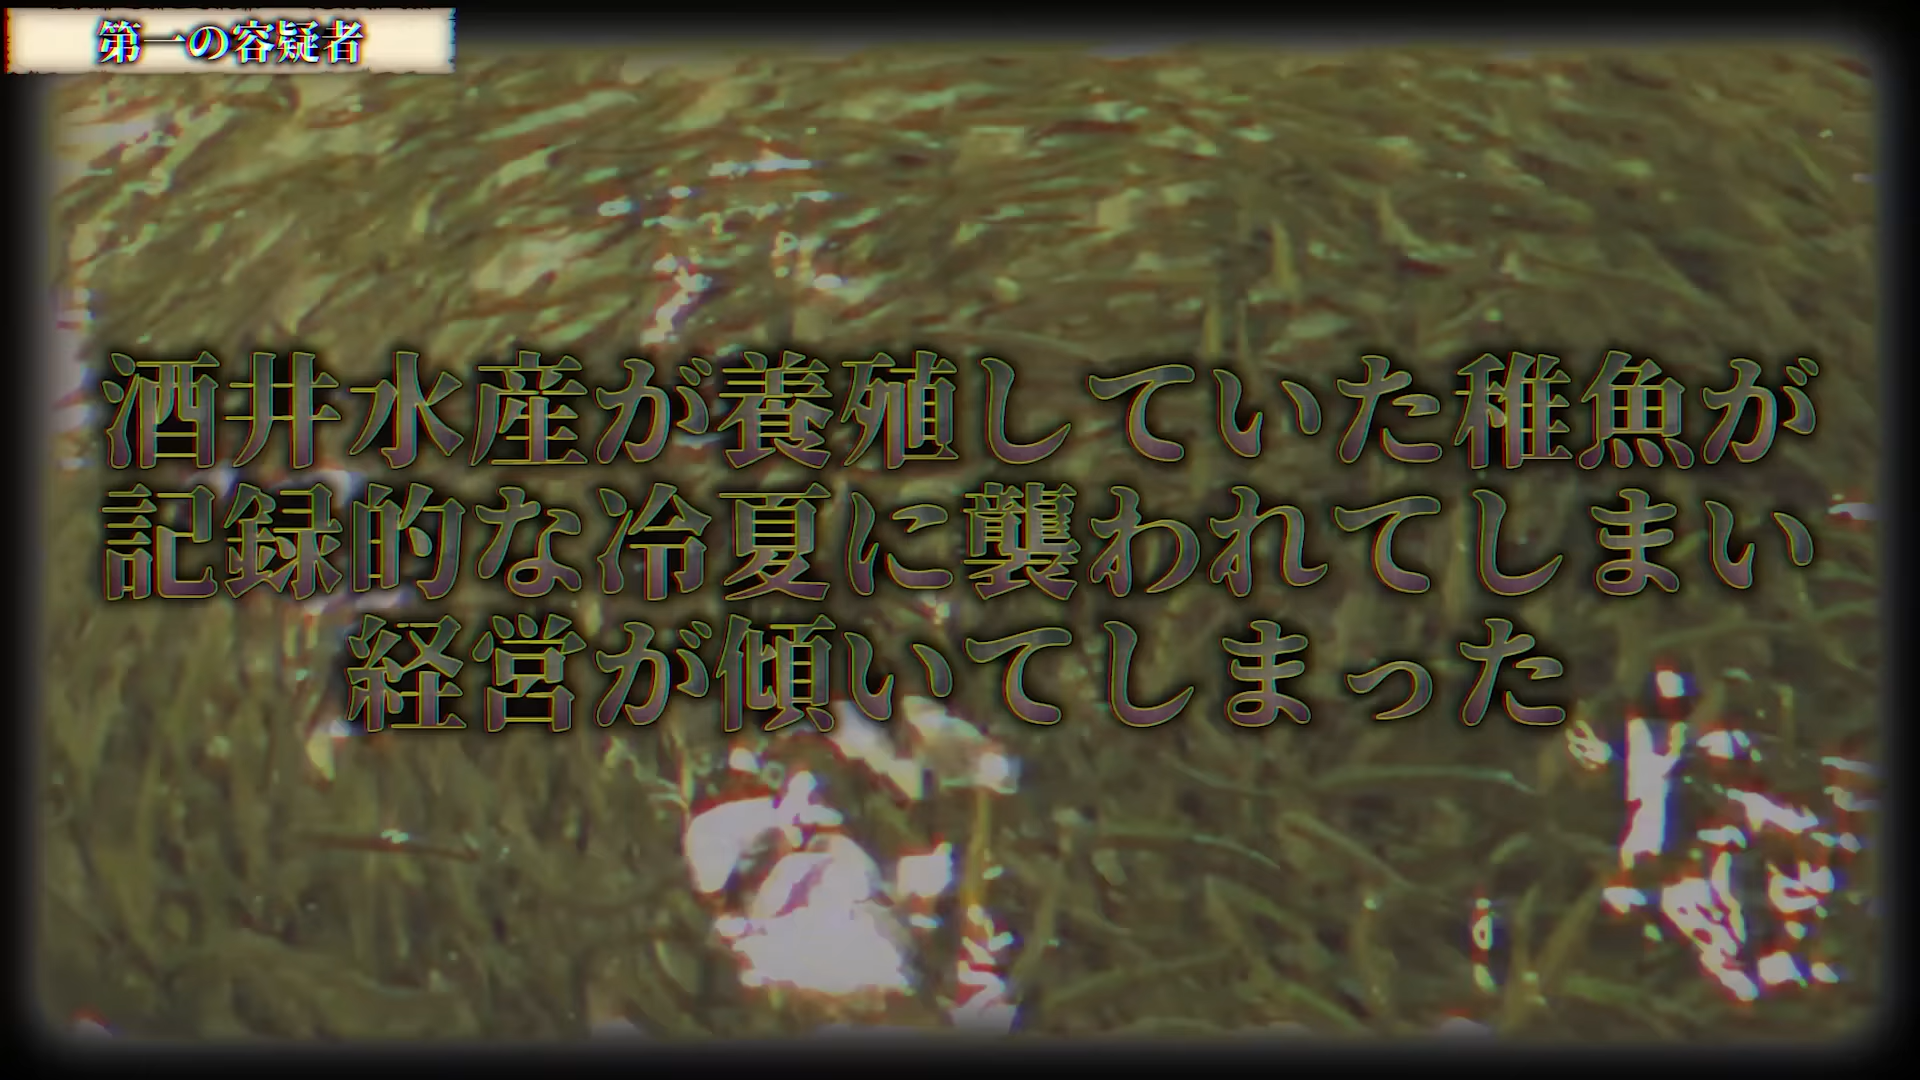 第一の容疑者
酒井水産が養殖していた稚魚が
記録的な冷夏に襲われてしまい
経営が傾いてしまった